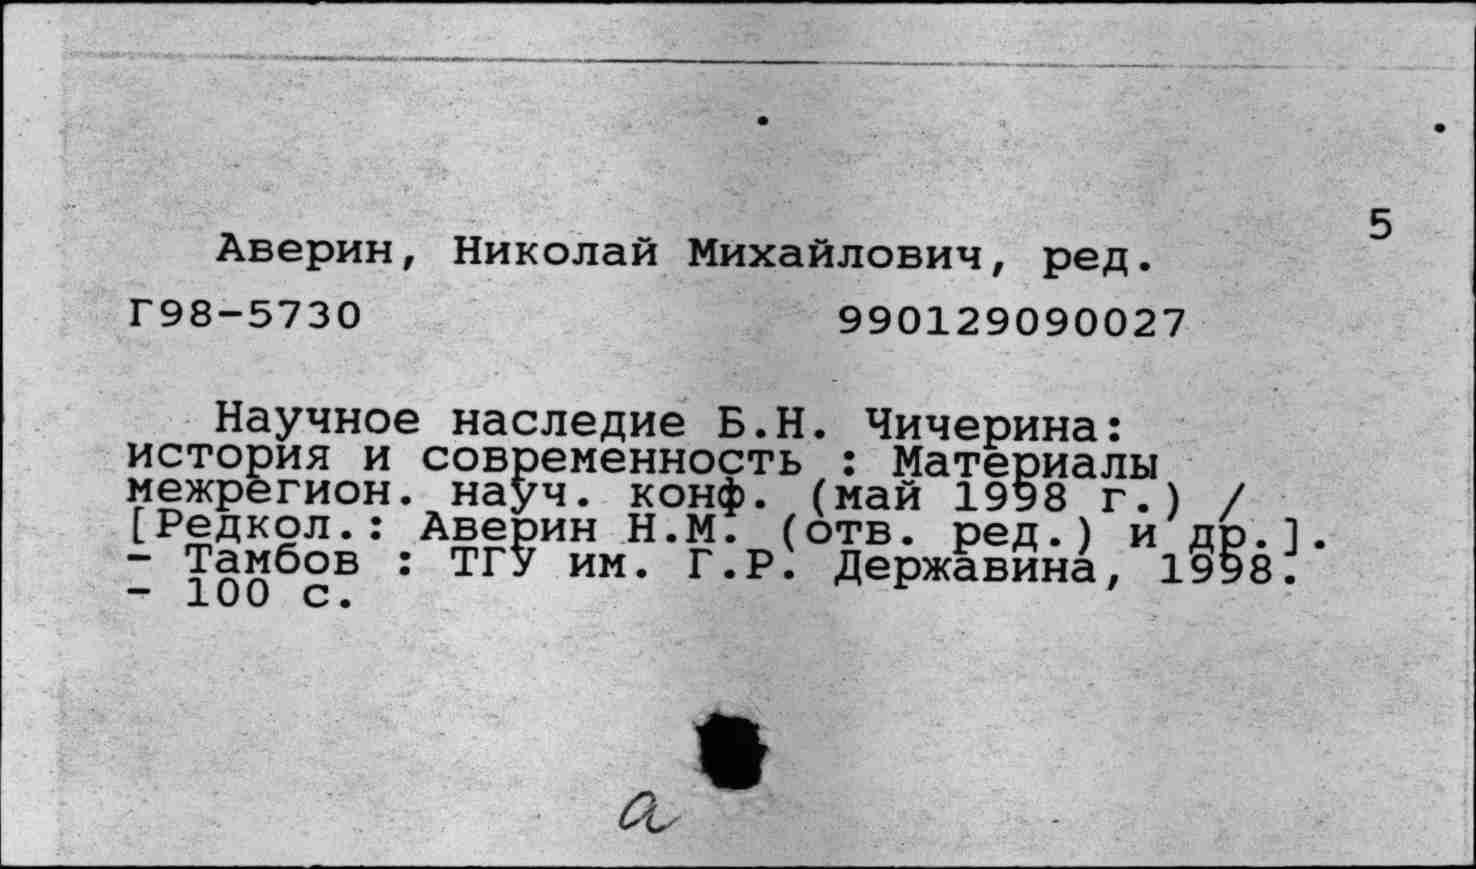 5
Аверин, Николай Михайлович, ред.
Г98-5730 990129090027
Научное наследие Б.Н. Чичерина:
история и современность : Материалы
межрегион. науч. конф. (май 1998 г.) /
[Редкол.: Аверин Н.М. (отв. ред.) и др.].
- Тамбов : ТГУ им. Г.Р. Державина, 1998.
- 100 с.
а